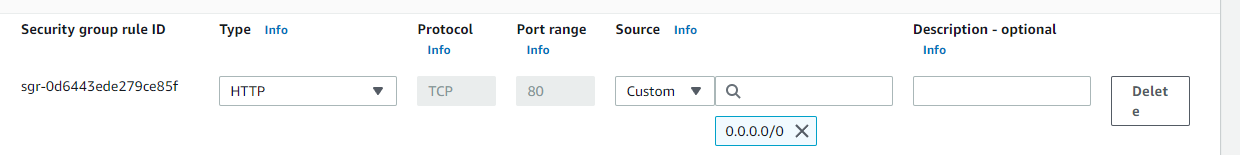 Security group rule ID
Type Info
Protocol
Info
Port range
Info
Source Info
Description - optional
Info
sgr-0d6443ede279ce85f
HTTP
TCP
80
Custom
0.0.0.0/0
Delet
e